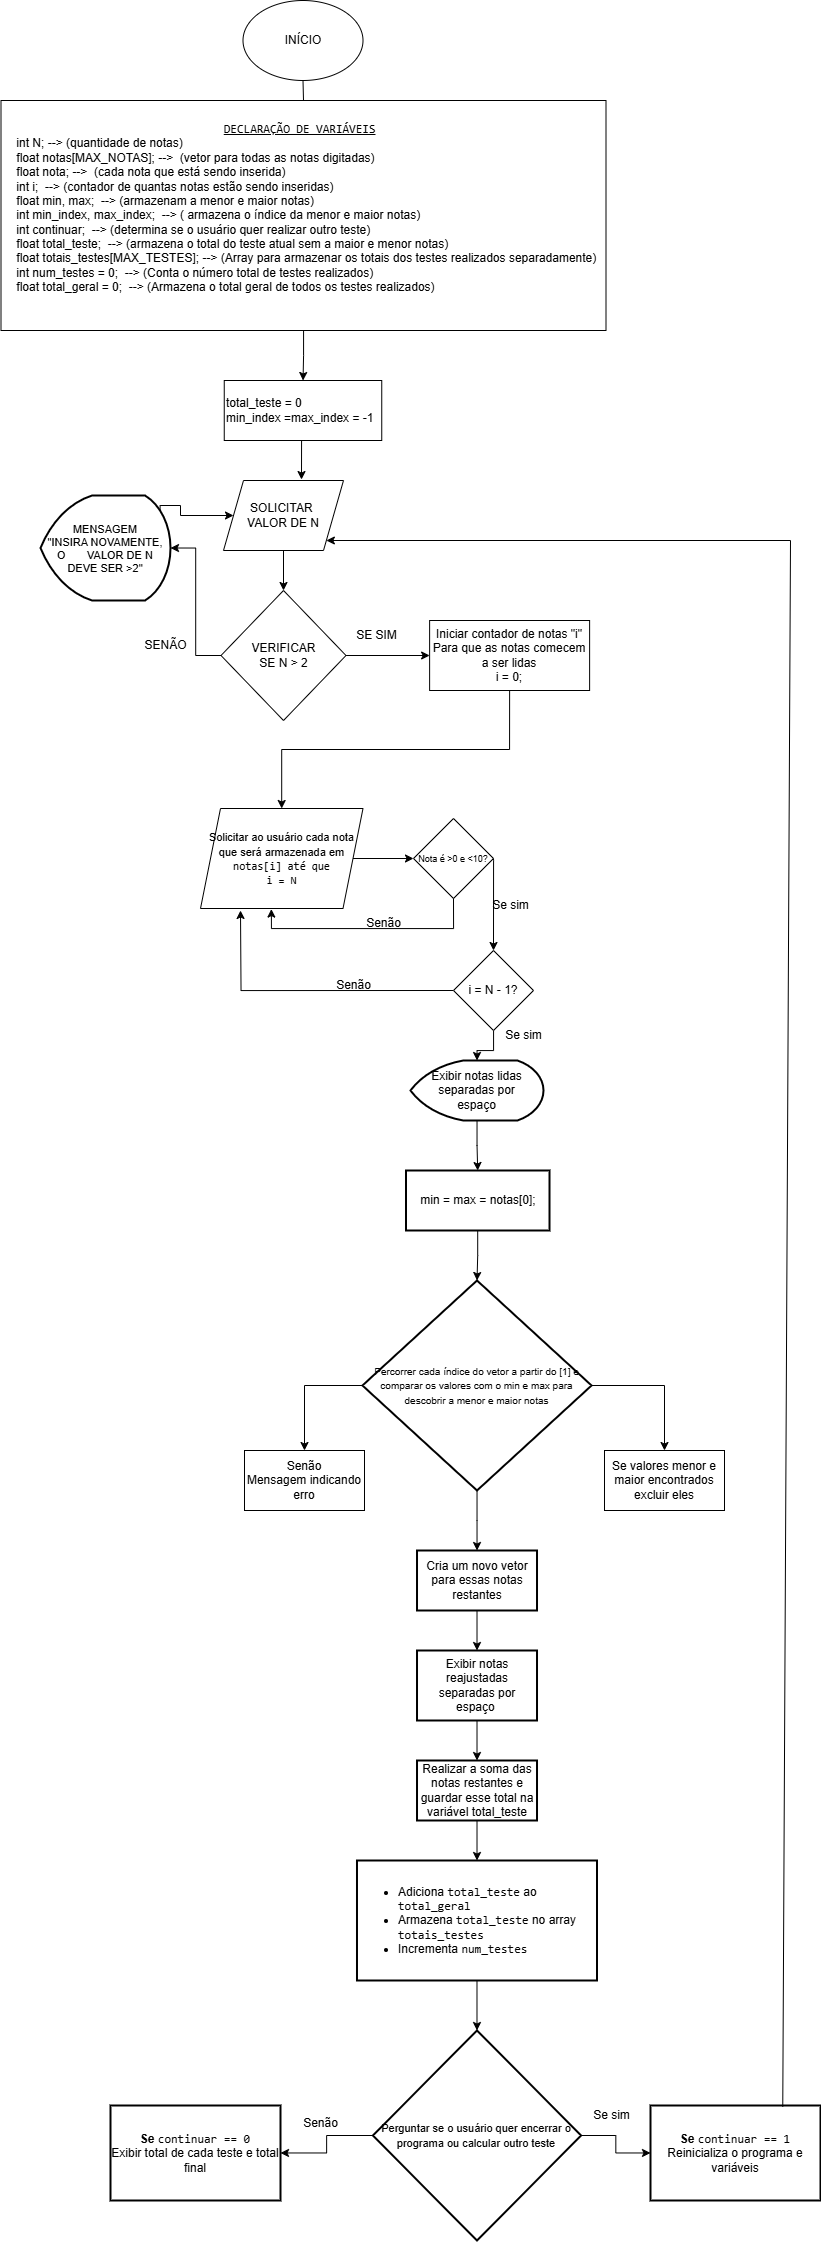 INÍCIO
DECLARAÇÃO DE VARIÁVEIS
int N; --> (quantidade de notas)
float notas[MAX_NOTAS]; --> (vetor para todas as notas digitadas)
float nota; --> (cada nota que está sendo inserida)
int i; --> (contador de quantas notas estão sendo inseridas)
float min, max; --> (armazenam a menor e maior notas)
int min_index, max_index; --> ( armazena o índice da menor e maior notas)
int continuar; --> (determina se o usuário quer realizar outro teste)
float total_teste; --> (armazena o total do teste atual sem a maior e menor notas)
float totais_testes[MAX_TESTES]; --> (Array para armazenar os totais dos testes realizados separadamente)
int num_testes = 0; --> (Conta o número total de testes realizados)
float total_geral = 0; --> (Armazena o total geral de todos os testes realizados)
total_teste = 0
min_index =max_index = -1
SOLICITAR
VALOR DE N
MENSAGEM
"INSIRA NOVAMENTE,
O VALOR DE N
DEVE SER >2"
SENÃO
VERIFICAR
SE N > 2
SE SIM
Iniciar contador de notas "i"
Para que as notas comecem
a ser lidas
i = 0;
Solicitar ao usuário cada nota
que será armazenada em
notas[i] até que
i = N
Nota é >0 e <10?
Senão
Se sim
Senão
i = N - 1?
Se sim
Exibir notas lidas
separadas por
espaço
min = max = notas[0];
Percorrer cada índice do vetor a partir do [1] e
comparar os valores com o min e max para
descobrir a menor e maior notas
Senão
Mensagem indicando
erro
Se valores menor e
maior encontrados
excluir eles
Cria um novo vetor
para essas notas
restantes
Exibir notas
reajustadas
separadas por
espaço
Realizar a soma das
notas restantes e
guardar esse total na
variável total_teste
• Adiciona total_teste ao
total_geral
• Armazena total_teste no array
totais_testes
• Incrementa num_testes
Perguntar se o usuário quer encerrar o
programa ou calcular outro teste
Senão
Se sim
Se continuar == 0
Exibir total de cada teste e total
final
Se continuar == 1
Reinicializa o programa e
variáveis